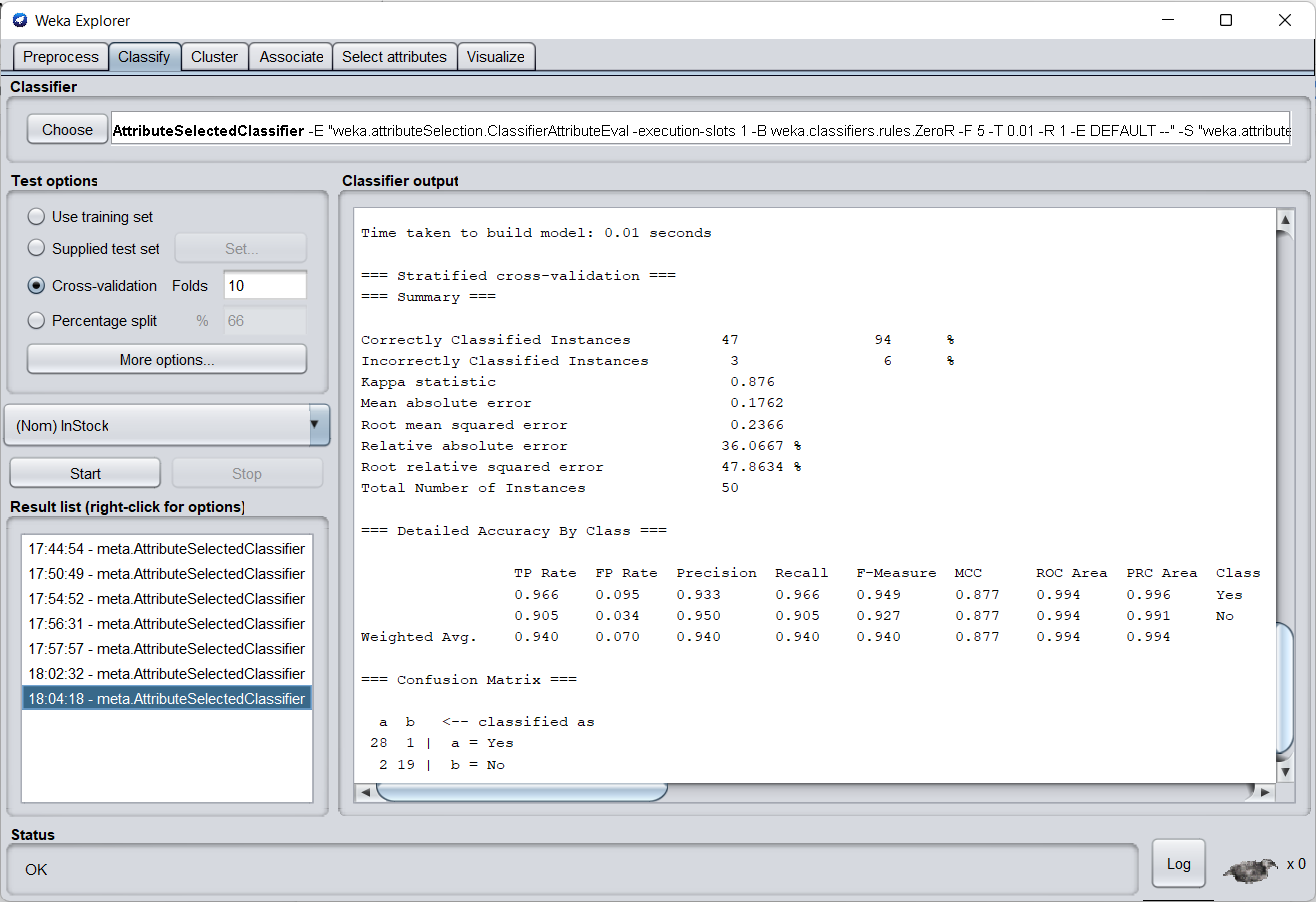 Weka Explorer
Preprocess Classify Cluster Associate Select attributes Visualize
Classifier
Choose AttributeSelectedClassifier -E "weka.attributeSelection.ClassifierAttributeEval -execution-slots 1 -B weka.classifiers.rules.ZeroR -F 5 -T 0.01 -R 1 -E DEFAULT --" -S "weka.attribute
Test options
Use training set
Supplied test set Set...
Cross-validation Folds 10
Percentage split % 66
More options...
(Nom) InStock
Start Stop
Result list (right-click for options)
17:44:54 - meta.AttributeSelectedClassifier
17:50:49 - meta.AttributeSelectedClassifier
17:54:52 - meta.AttributeSelectedClassifier
17:56:31 - meta.AttributeSelectedClassifier
17:57:57 - meta.AttributeSelectedClassifier
18:02:32 - meta.AttributeSelectedClassifier
18:04:18 - meta.AttributeSelectedClassifier
Classifier output
Time taken to build model: 0.01 seconds
=== Stratified cross-validation ===
=== Summary ===
Correctly Classified Instances 47 94 %
Incorrectly Classified Instances 3 6 %
Kappa statistic 0.876
Mean absolute error 0.1762
Root mean squared error 0.2366
Relative absolute error 36.0667 %
Root relative squared error 47.8634 %
Total Number of Instances 50
=== Detailed Accuracy By Class ===
TP Rate FP Rate Precision Recall F-Measure MCC ROC Area PRC Area Class
0.966 0.095 0.933 0.966 0.949 0.877 0.994 0.996 Yes
0.905 0.034 0.950 0.905 0.927 0.877 0.994 0.991 No
Weighted Avg. 0.940 0.070 0.940 0.940 0.940 0.877 0.994 0.994
=== Confusion Matrix ===
a b <-- classified as
28 1 | a = Yes
2 19 | b = No
Status
OK
Log
x 0